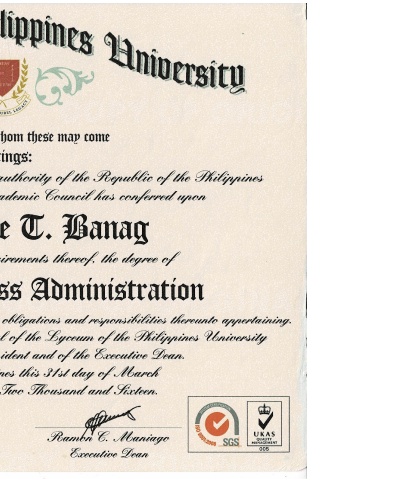 lippines University
hom these may come
ings:
authority of the Republic of the Philippines
ademic Council has conferred upon
e T. Banag
irements thereof, the degree of
ss Administration
obligations and responsibilities thereunto appertaining.
l of the Lyceum of the Philippines University
ident and of the Executive Dean.
nes this 31st day of March
Two Thousand and Sixteen.
Ramon C. Maniago
Executive Dean
SGS
UKAS
QUALITY
MANAGEMENT
005